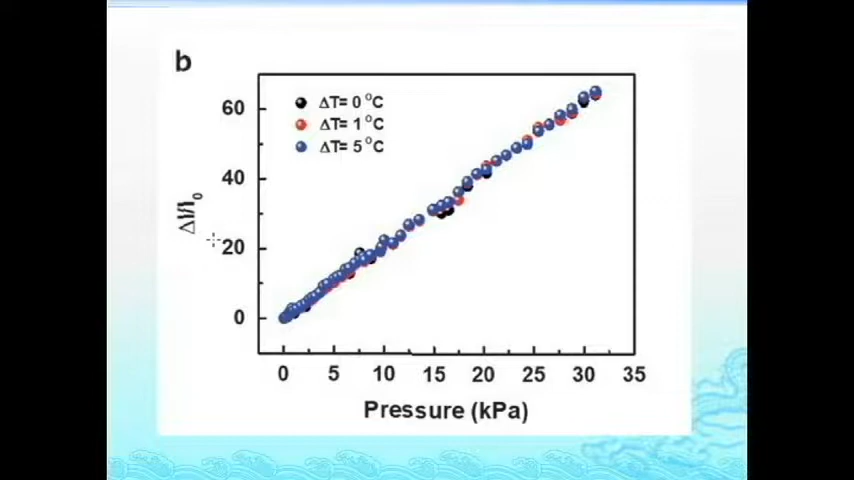 b
ΔT= 0 °C
ΔT= 1 °C
ΔT= 5 °C
ΔI/I₀
60
40
20
0
0 5 10 15 20 25 30 35
Pressure (kPa)